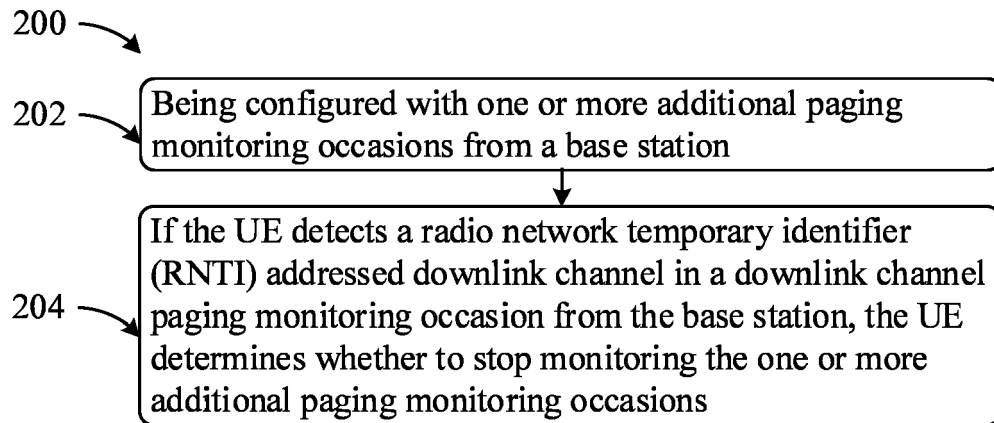 200
202
Being configured with one or more additional paging
monitoring occasions from a base station
204
If the UE detects a radio network temporary identifier
(RNTI) addressed downlink channel in a downlink channel
paging monitoring occasion from the base station, the UE
determines whether to stop monitoring the one or more
additional paging monitoring occasions